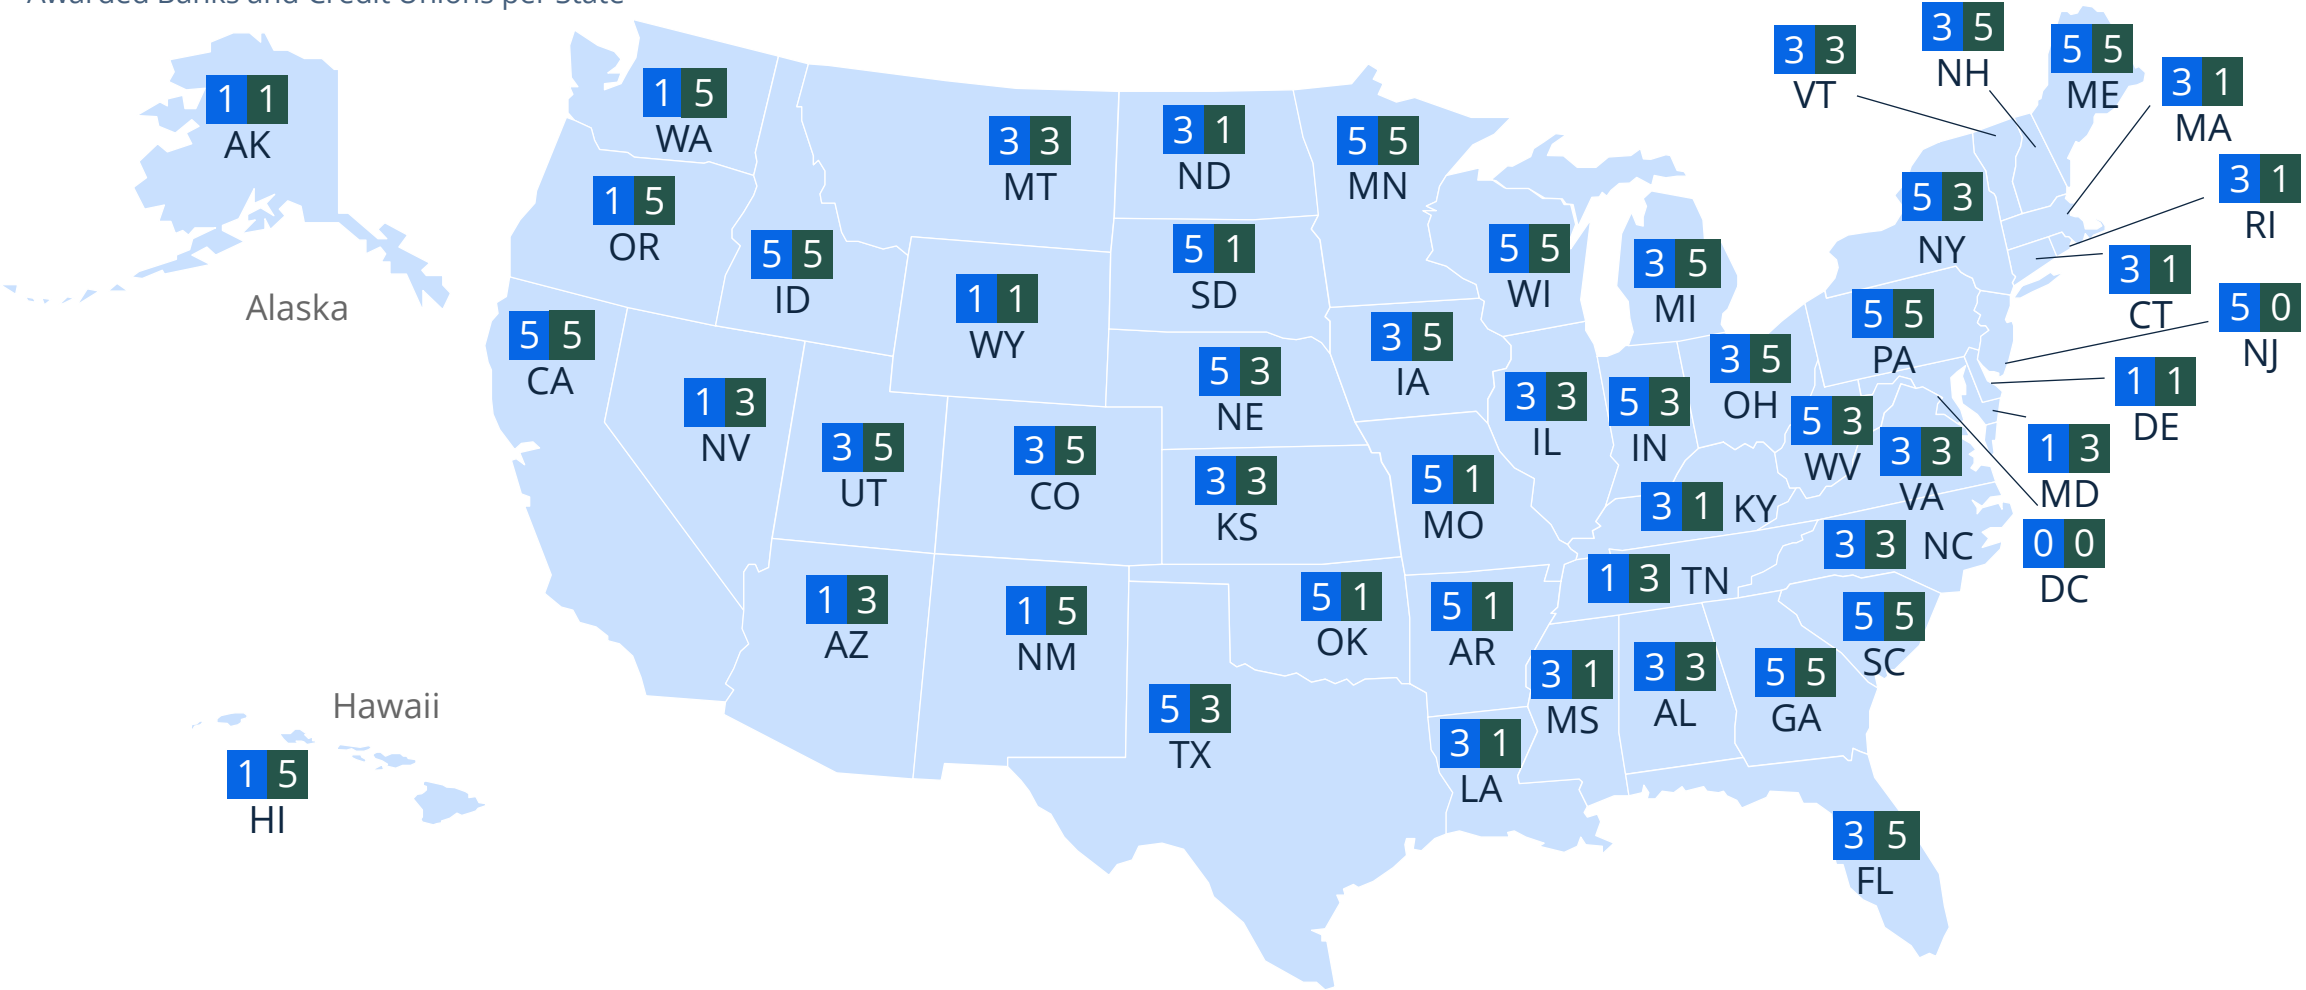 Awarded Banks and Credit Unions per State
1 1
AK
Alaska
1 5
WA
1 5
OR
5 5
ID
5 5
CA
1 3
NV
3 5
UT
1 3
AZ
3 3
MT
1 1
WY
3 5
CO
1 5
NM
3 1
ND
5 1
SD
5 3
NE
3 3
KS
5 1
OK
5 3
TX
5 5
MN
3 5
IA
5 1
MO
5 1
AR
3 1
LA
5 5
WI
3 3
IL
3 5
MI
5 3
IN
3 5
OH
3 1 KY
1 3 TN
3 1
MS
3 3
AL
5 5
GA
3 5
FL
5 5
SC
3 3 NC
3 3
VA
5 3
WV
5 5
PA
5 3
NY
3 3
VT
3 5
NH
5 5
ME
3 1
MA
3 1
RI
3 1
CT
5 0
NJ
1 1
DE
1 3
MD
0 0
DC
Hawaii
1 5
HI